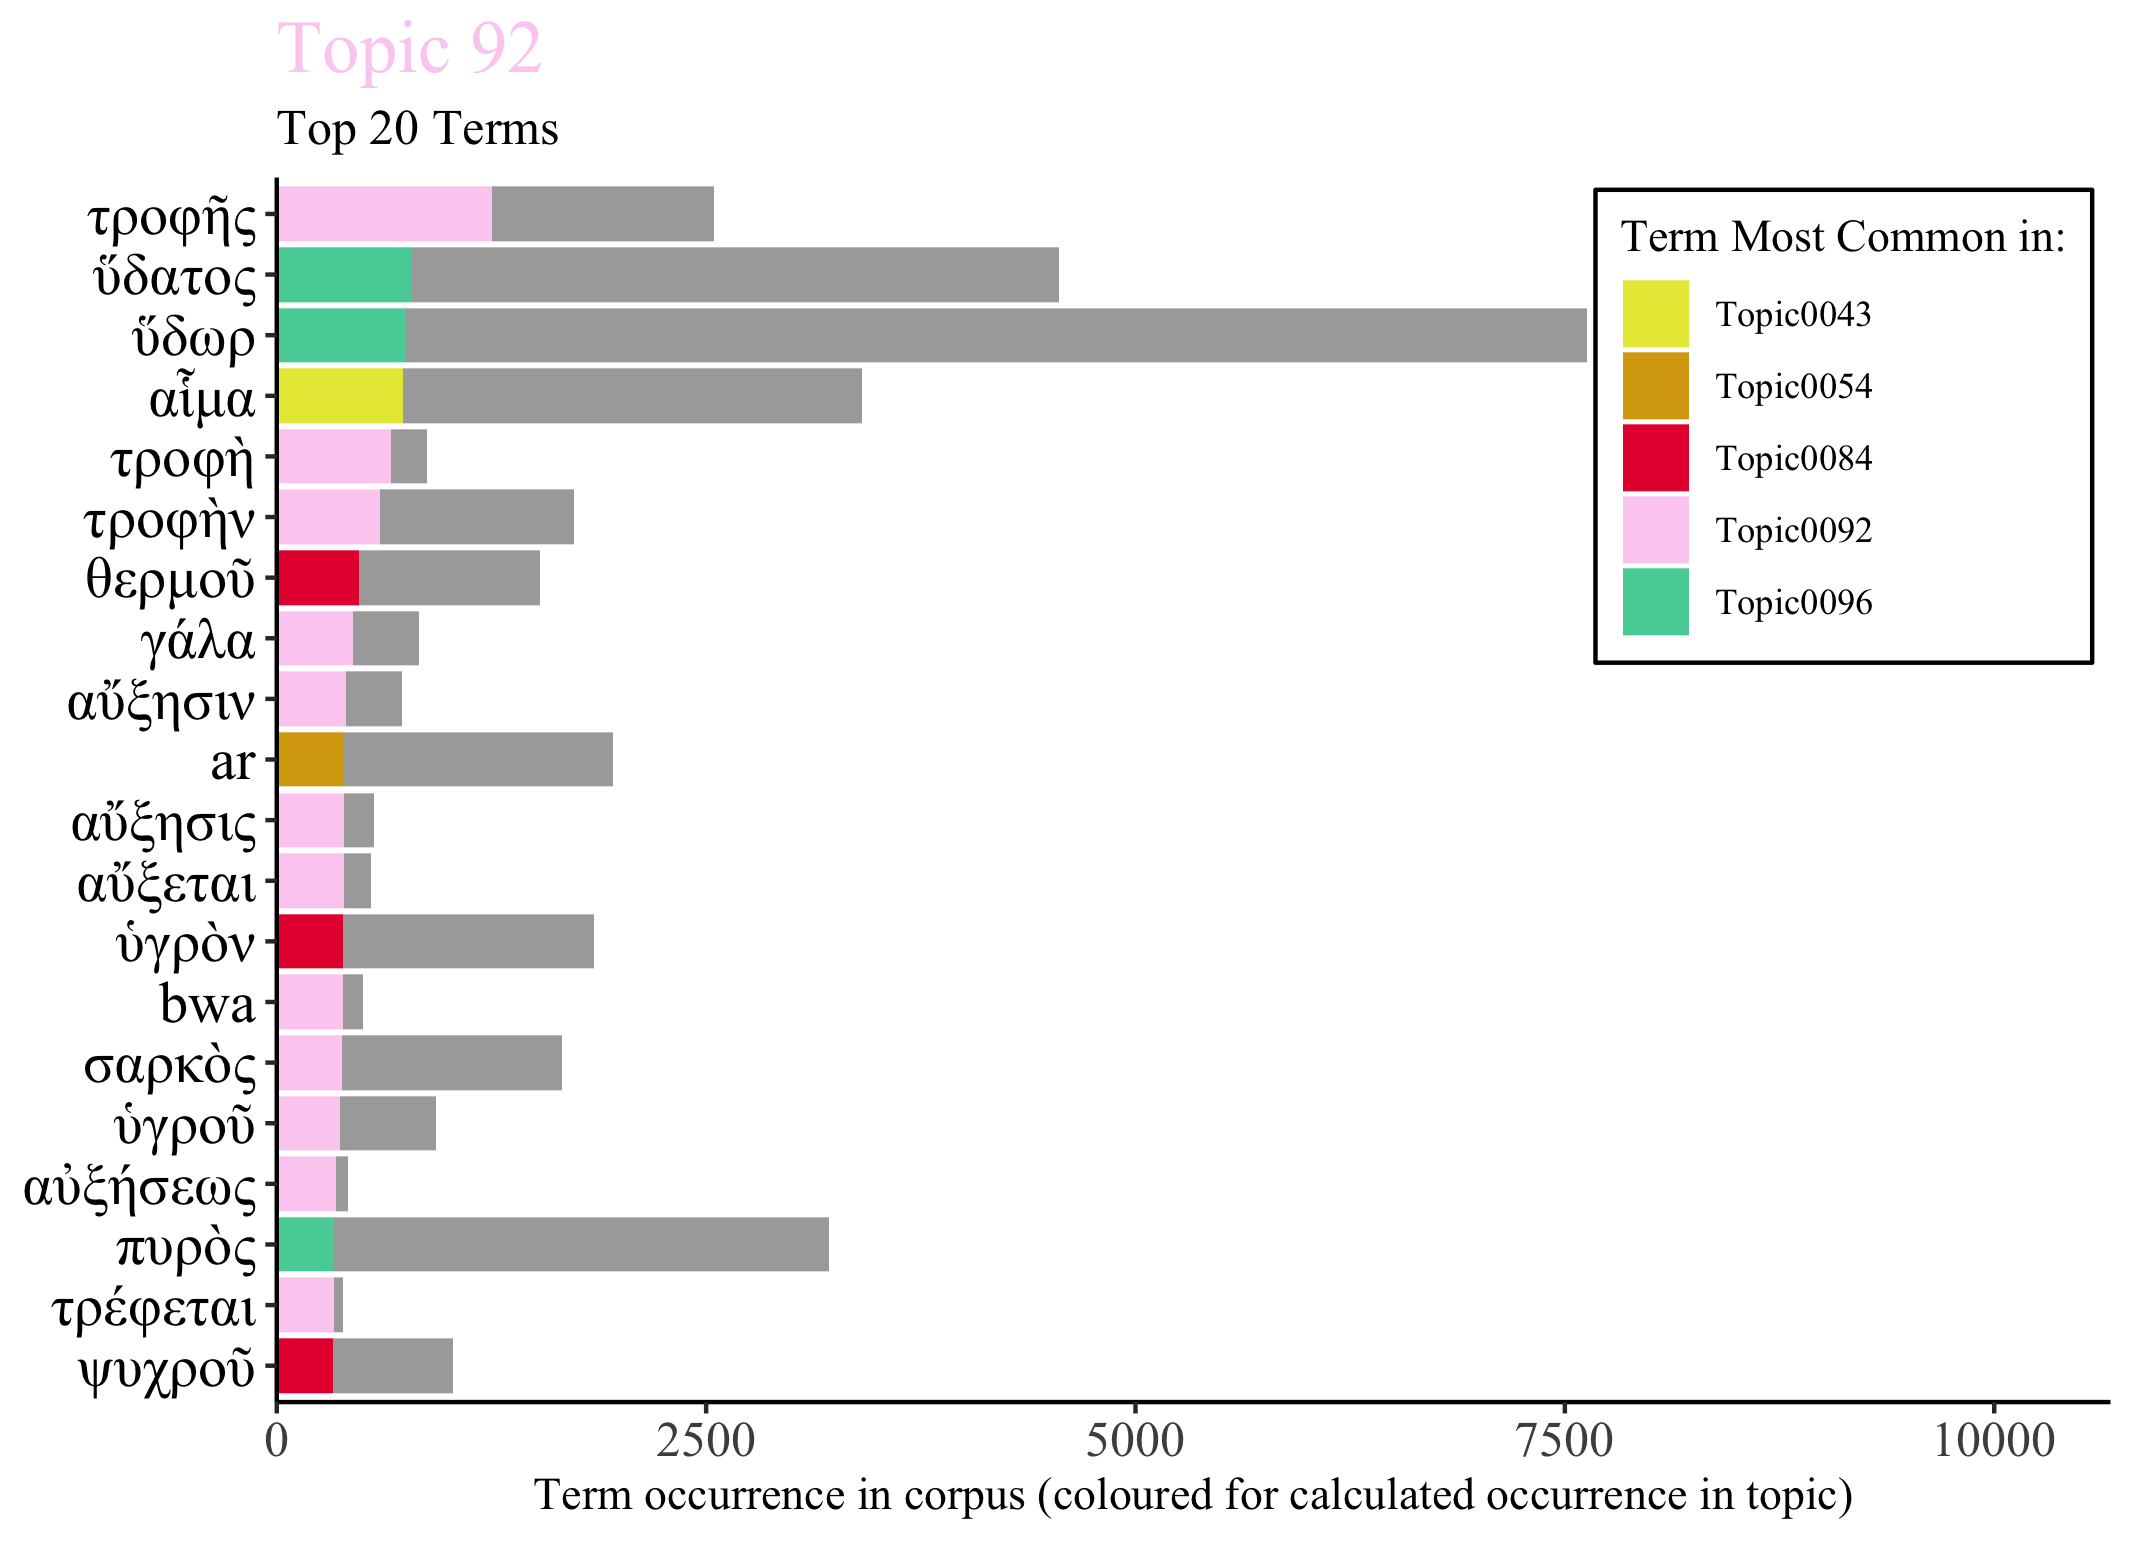 Topic 92
Top 20 Terms
τροφῆς
ὕδατος
ὕδωρ
αἷμα
τροφὴ
τροφὴν
θερμοῦ
γάλα
αὔξησιν
ar
αὔξησις
αὔξεται
ὑγρὸν
bwa
σαρκὸς
ὑγροῦ
αὐξήσεως
πυρὸς
τρέφεται
ψυχροῦ
Term Most Common in:
Topic0043
Topic0054
Topic0084
Topic0092
Topic0096
0 2500 5000 7500 10000
Term occurrence in corpus (coloured for calculated occurrence in topic)